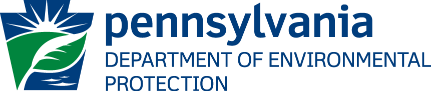 pennsylvania
DEPARTMENT OF ENVIRONMENTAL
PROTECTION